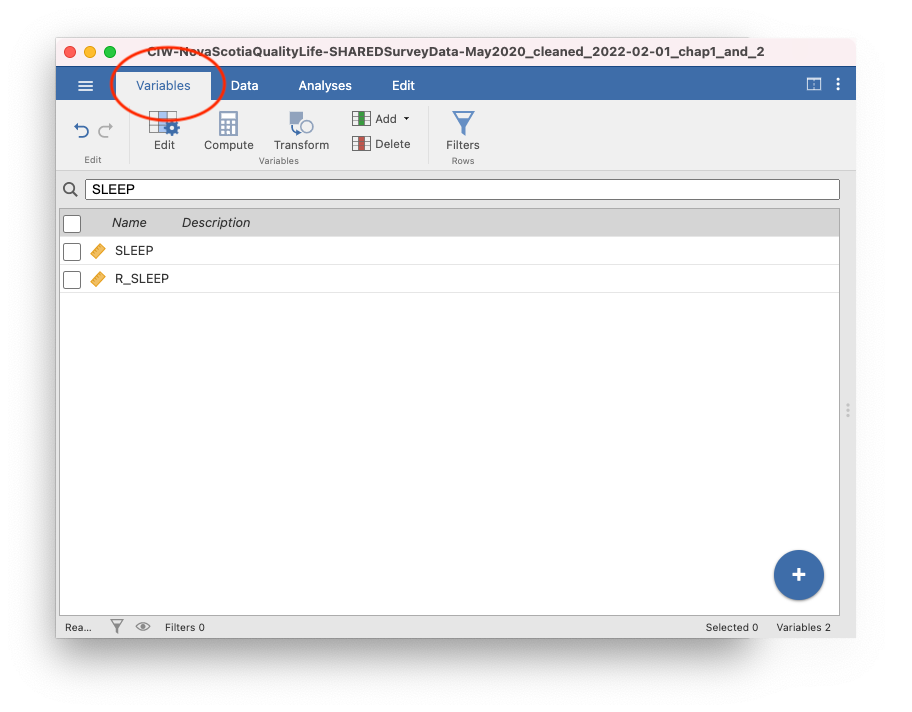 CIW-NovaScotiaQualityLife-SHAREDSurveyData-May2020_cleaned_2022-02-01_chap1_and_2
Variables Data Analyses Edit
Edit Compute Transform Add Delete Filters
Edit Variables Rows
SLEEP
Name Description
SLEEP
R_SLEEP
+
Rea... Filters 0 Selected 0 Variables 2